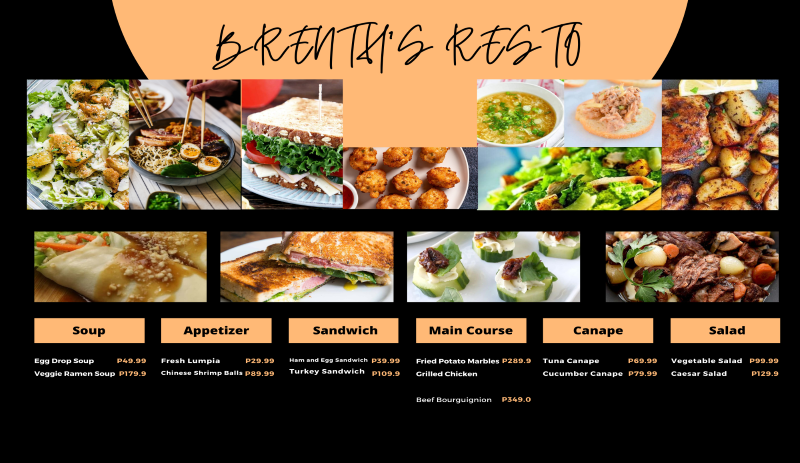 BRENTH'S RESTO
Soup
Egg Drop Soup P49.99
Veggie Ramen Soup P179.9
Appetizer
Fresh Lumpia P29.99
Chinese Shrimp Balls P89.99
Sandwich
Ham and Egg Sandwich P39.99
Turkey Sandwich P109.9
Main Course
Fried Potato Marbles P289.9
Grilled Chicken
Beef Bourguignion P349.0
Canape
Tuna Canape P69.99
Cucumber Canape P79.99
Salad
Vegetable Salad P99.99
Caesar Salad P129.9